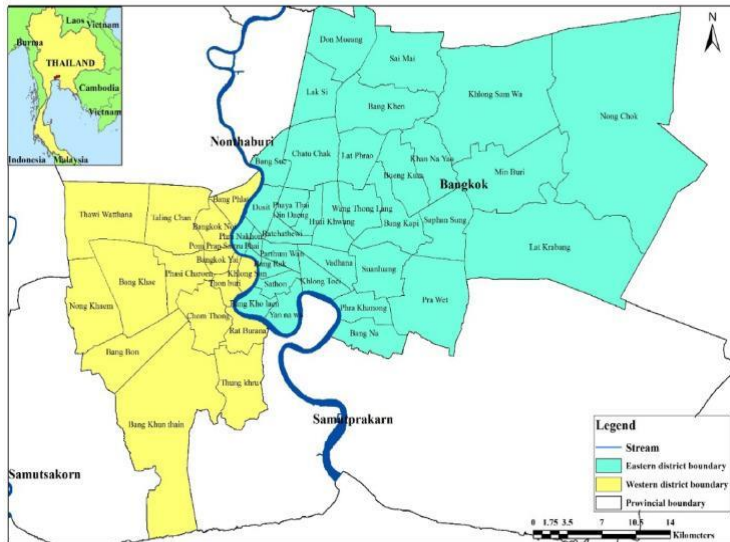 Laos
Vietnam
Burma
THAILAND
Cambodia
Vietnam
Indonesia
Malaysia
N
Don Mueang
Sai Mai
Lak Si
Bang Khen
Khlong Sam Wa
Nong Chok
Nonthaburi
Bang Sue
Chatu Chak
Lat Phrao
Khan Na Yao
Bueng Kum
Bangkok
Min Buri
Bang Phlat
Thawi Watthana
Taling Chan
Dusit
Phaya Thai
Din Daeng
Wang Thong Lang
Huai Khwang
Bang Kapi
Saphan Sung
Bangkok Noi
Ratchathewi
Lat Krabang
Bangkok Yai
Parthum Wan
Bang Rak
Vadhana
Suanluang
Bang Khae
Phasi Charoen
Khlong San
Thon buri
Sathon
Khlong Toei
Pra Wet
Nong Khaem
Bang Kho laem
Yan na wa
Phra Khanong
Chom Thong
Rat Burana
Bang Na
Bang Bon
Thung khru
Bang Khun thain
Samutprakarn
Samutsakorn
Legend
Stream
Eastern district boundary
Western district boundary
Provincial boundary
0 1.75 3.5 7 10.5 14
Kilometers